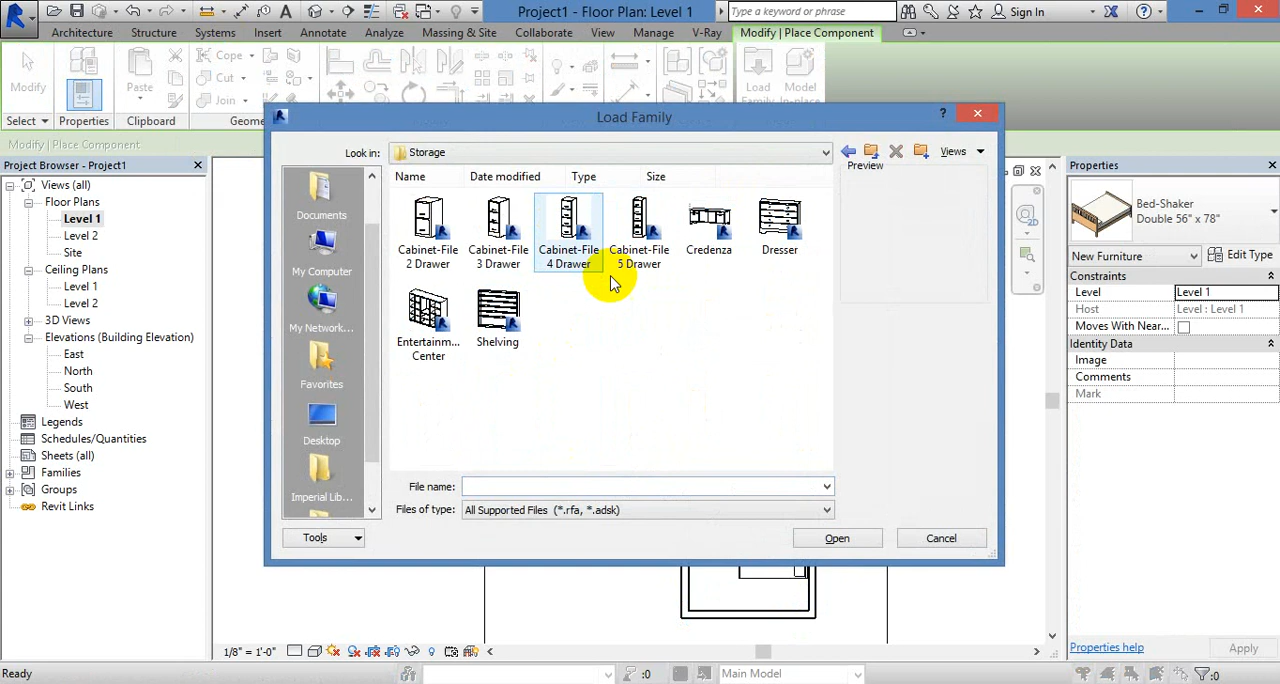 Project1 - Floor Plan: Level 1
Type a keyword or phrase
Sign In
Architecture
Structure
Systems
Insert
Annotate
Analyze
Massing & Site
Collaborate
View
Manage
V-Ray
Modify | Place Component
Modify
Paste
Cope
Cut
Join
Load
Family
Model
In-place
Select
Properties
Clipboard
Geome
Modify | Place Component
Load Family
Project Browser - Project1
Views (all)
Floor Plans
Level 1
Level 2
Site
Ceiling Plans
Level 1
Level 2
3D Views
Elevations (Building Elevation)
East
North
South
West
Legends
Schedules/Quantities
Sheets (all)
Families
Groups
Revit Links
Look in:
Storage
Views
Name
Date modified
Type
Size
Preview
Documents
My Computer
My Network...
Favorites
Desktop
Imperial Lib...
Cabinet-File
2 Drawer
Cabinet-File
3 Drawer
Cabinet-File
4 Drawer
Cabinet-File
5 Drawer
Credenza
Dresser
Entertainm...
Center
Shelving
File name:
Files of type:
All Supported Files (*.rfa, *.adsk)
Tools
Open
Cancel
Properties
Bed-Shaker
Double 56" x 78"
New Furniture
Edit Type
Constraints
Level
Level 1
Host
Level : Level 1
Moves With Near...
Identity Data
Image
Comments
Mark
Properties help
Apply
1/8" = 1'-0"
Ready
:0
Main Model
:0